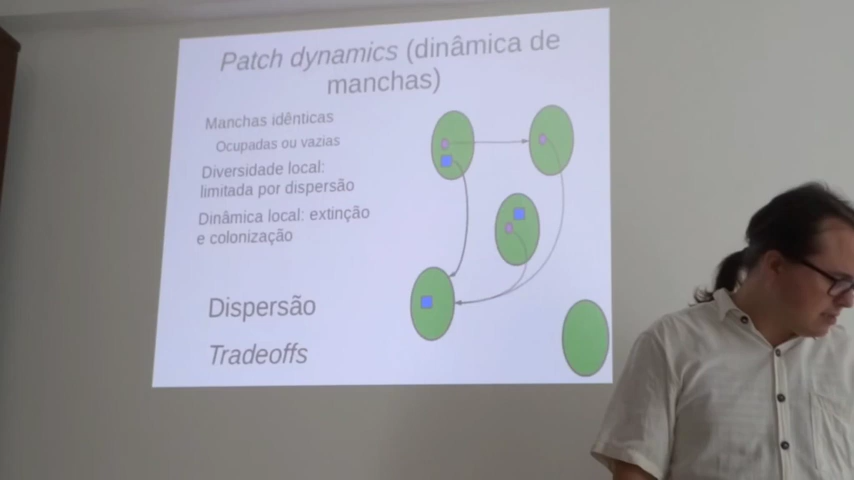 Patch dynamics (dinâmica de
manchas)
Manchas idênticas
Ocupadas ou vazias
Diversidade local:
limitada por dispersão
Dinâmica local: extinção
e colonização
Dispersão
Tradeoffs